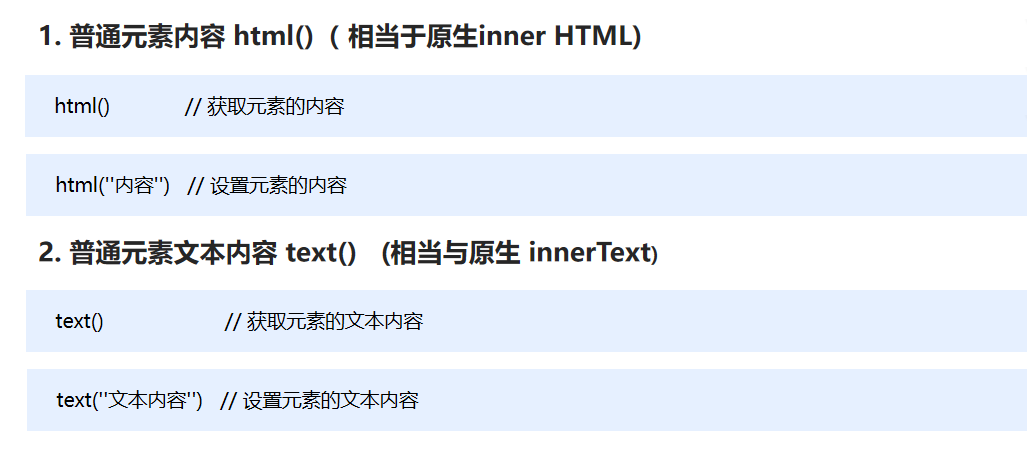 1. 普通元素内容 html() ( 相当于原生inner HTML)
html() // 获取元素的内容
html(''内容'') // 设置元素的内容
2. 普通元素文本内容 text() (相当与原生 innerText)
text() // 获取元素的文本内容
text(''文本内容'') // 设置元素的文本内容